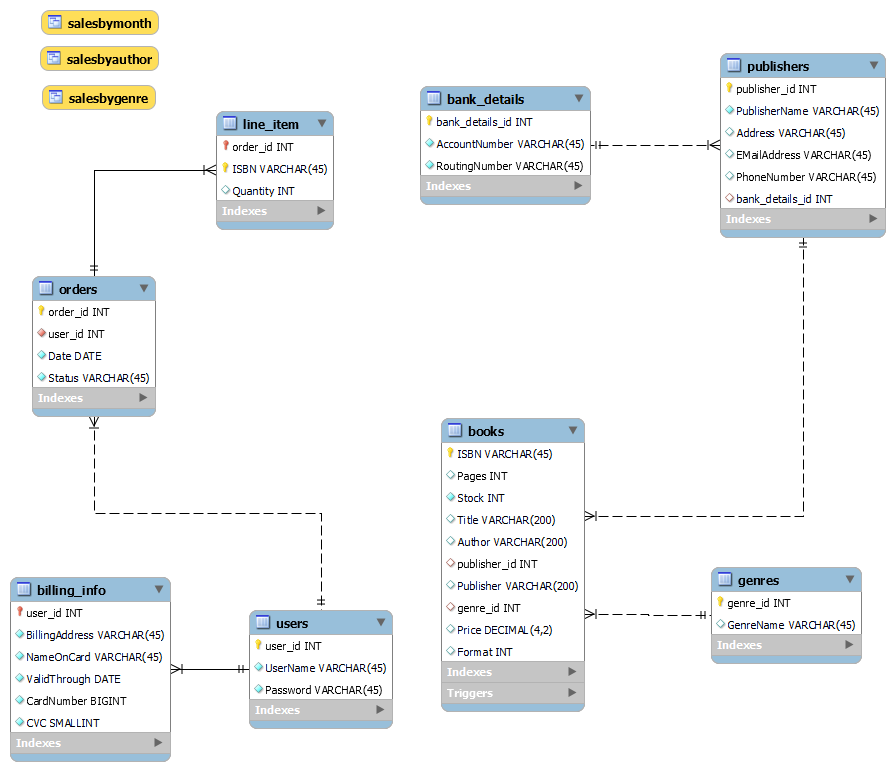 salesbymonth
salesbyauthor
salesbygenre
line_item
order_id INT
ISBN VARCHAR(45)
Quantity INT
Indexes
bank_details
bank_details_id INT
AccountNumber VARCHAR(45)
RoutingNumber VARCHAR(45)
Indexes
publishers
publisher_id INT
PublisherName VARCHAR(45)
Address VARCHAR(45)
EMailAddress VARCHAR(45)
PhoneNumber VARCHAR(45)
bank_details_id INT
Indexes
orders
order_id INT
user_id INT
Date DATE
Status VARCHAR(45)
Indexes
books
ISBN VARCHAR(45)
Pages INT
Stock INT
Title VARCHAR(200)
Author VARCHAR(200)
publisher_id INT
Publisher VARCHAR(200)
genre_id INT
Price DECIMAL(4,2)
Format INT
Indexes
Triggers
genres
genre_id INT
GenreName VARCHAR(45)
Indexes
billing_info
user_id INT
BillingAddress VARCHAR(45)
NameOnCard VARCHAR(45)
ValidThrough DATE
CardNumber BIGINT
CVC SMALLINT
Indexes
users
user_id INT
UserName VARCHAR(45)
Password VARCHAR(45)
Indexes